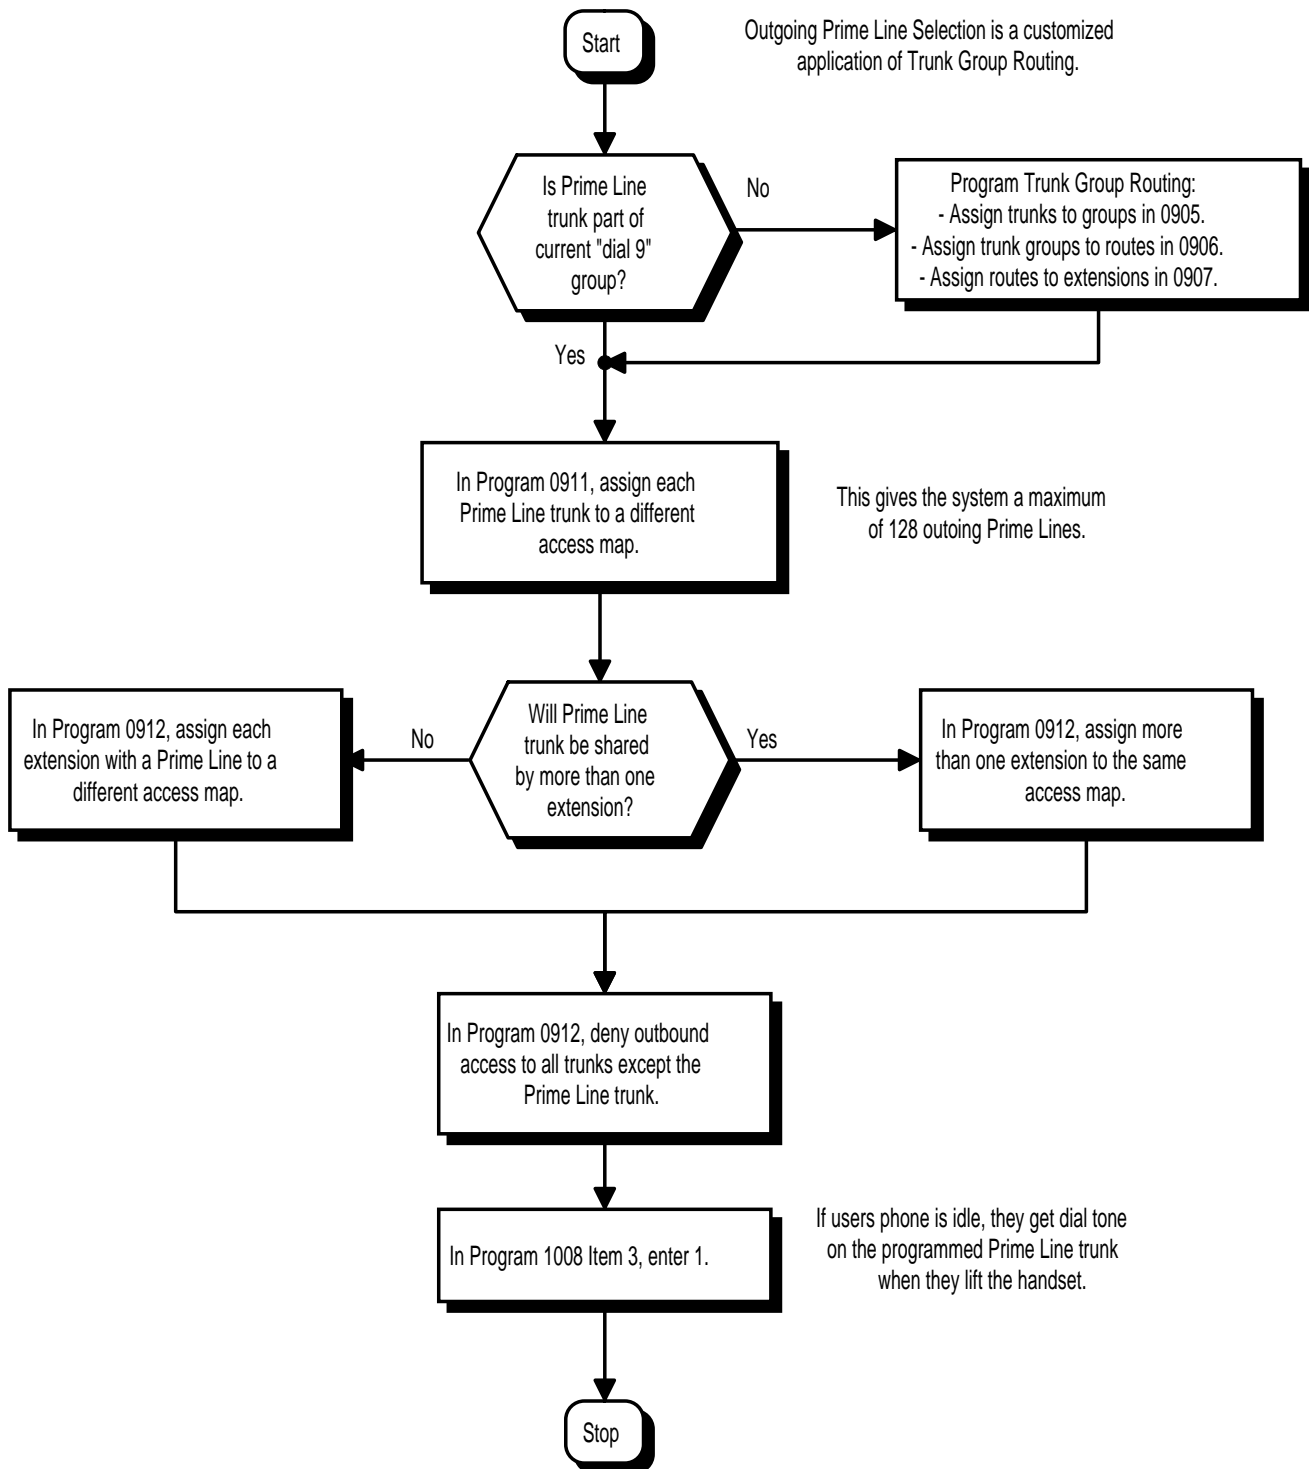 Start
Outgoing Prime Line Selection is a customized
application of Trunk Group Routing.
Is Prime Line
trunk part of
current "dial 9"
group?
No
Program Trunk Group Routing:
- Assign trunks to groups in 0905.
- Assign trunk groups to routes in 0906.
- Assign routes to extensions in 0907.
Yes
In Program 0911, assign each
Prime Line trunk to a different
access map.
This gives the system a maximum
of 128 outoing Prime Lines.
In Program 0912, assign each
extension with a Prime Line to a
different access map.
No
Will Prime Line
trunk be shared
by more than one
extension?
Yes
In Program 0912, assign more
than one extension to the same
access map.
In Program 0912, deny outbound
access to all trunks except the
Prime Line trunk.
In Program 1008 Item 3, enter 1.
If users phone is idle, they get dial tone
on the programmed Prime Line trunk
when they lift the handset.
Stop